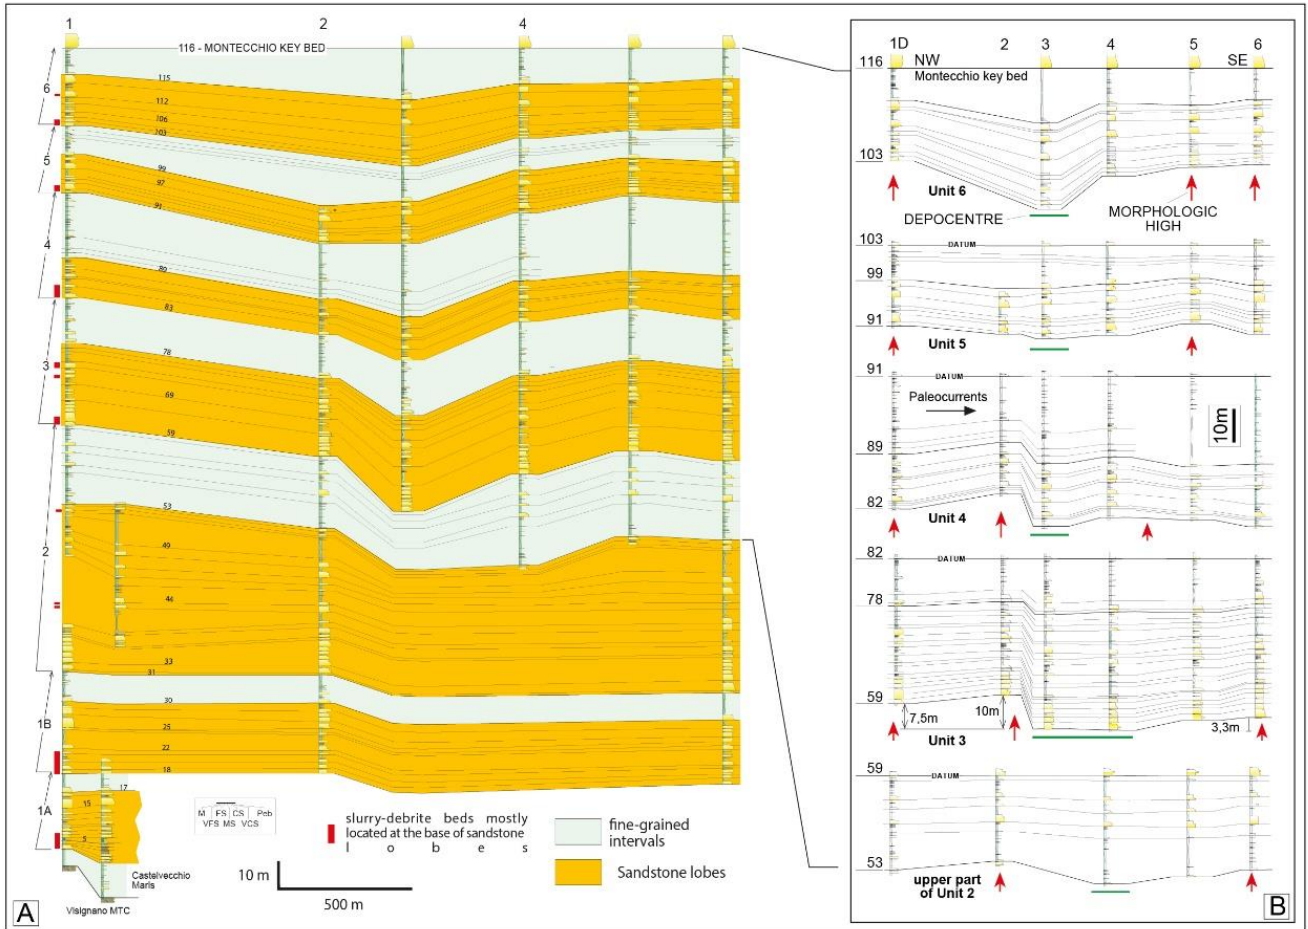 1
2
4
116 - MONTECCHIO KEY BED
6
115
112
106
103
5
99
97
91
4
89
83
3
78
69
59
2
53
49
44
33
31
1B
30
25
22
18
1A
17
15
5
M FS CS Peb
VFS MS VCS
slurry-debrite beds mostly
located at the base of sandstone
l o b e s
fine-grained
intervals
Sandstone lobes
10 m
500 m
Castelvecchio
Marls
Visignano MTC
A
1D NW 2 3 4 5 SE 6
116
Montecchio key bed
103
Unit 6
DEPOCENTRE
MORPHOLOGIC
HIGH
103
DATUM
99
91
Unit 5
91
DATUM
Paleocurrents
10m
89
82
Unit 4
82
DATUM
78
59
7,5m
10m
3,3m
Unit 3
59
DATUM
53
upper part
of Unit 2
B